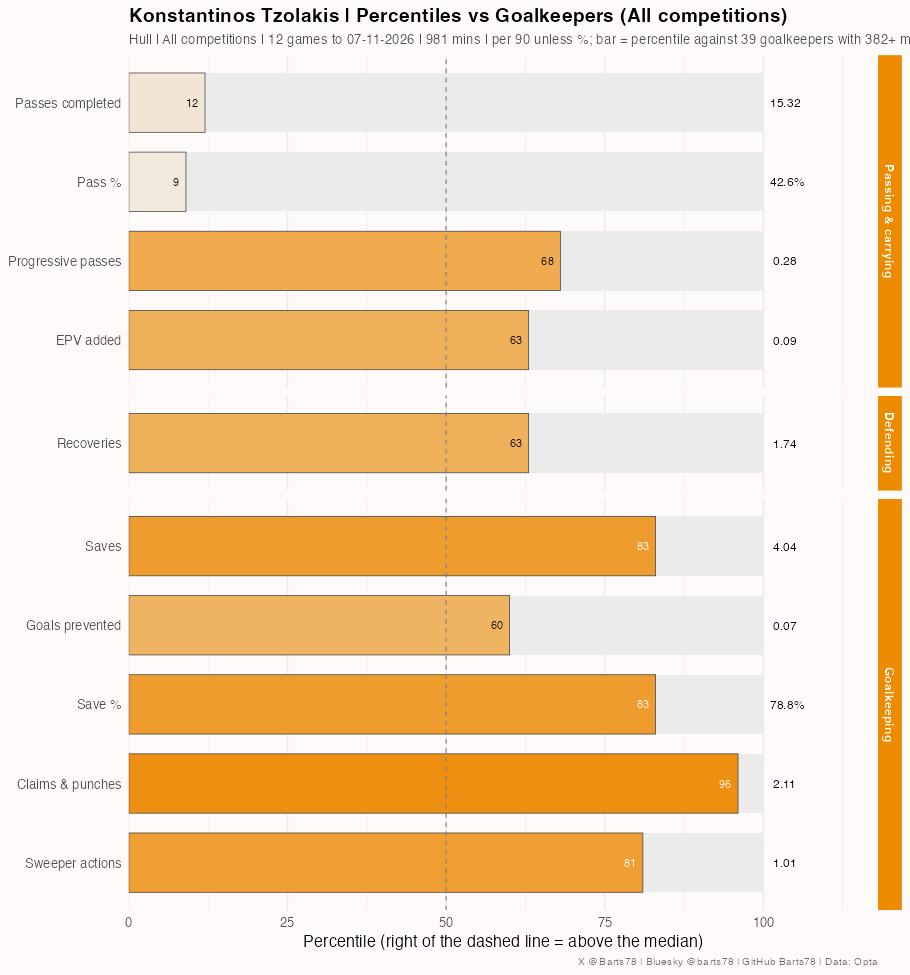 Konstantinos Tzolakis | Percentiles vs Goalkeepers (All competitions)
Hull | All competitions | 12 games to 07-11-2026 | 981 mins | per 90 unless %; bar = percentile against 39 goalkeepers with 382+ m
Passes completed 12 15.32
Pass % 9 42.6%
Progressive passes 68 0.28
EPV added 63 0.09
Passing & carrying
Recoveries 63 1.74
Defending
Saves 83 4.04
Goals prevented 60 0.07
Save % 83 78.8%
Claims & punches 96 2.11
Sweeper actions 81 1.01
Goalkeeping
0 25 50 75 100
Percentile (right of the dashed line = above the median)
X @Barts78 | Bluesky @barts78 | GitHub Barts78 | Data: Opta